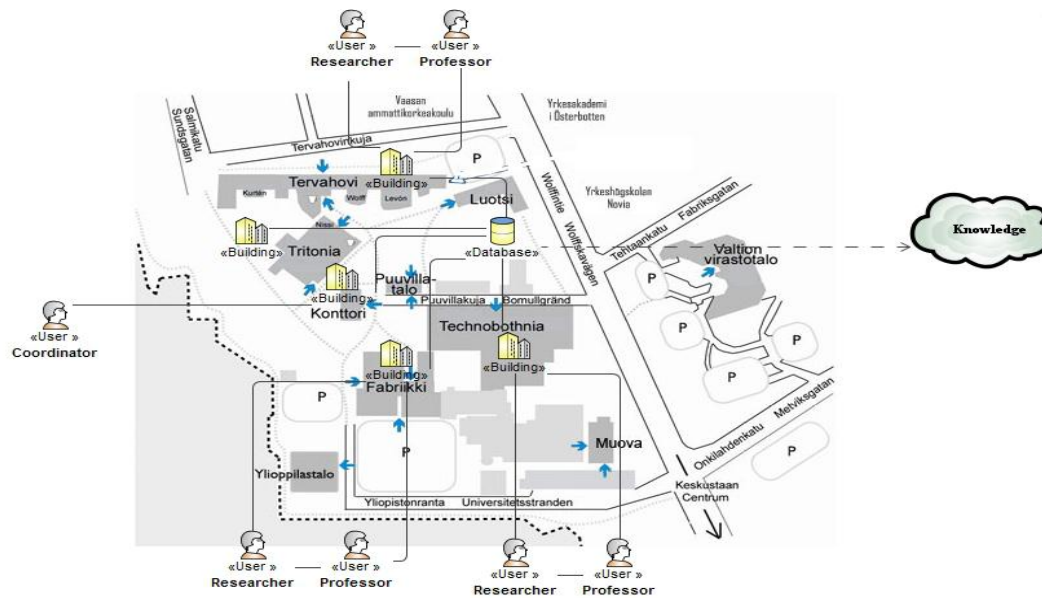 «User »
Researcher
«User »
Professor
Salmikatu
Sundsgatan
Vaasan
ammattikorkeakoulu
Yrkesakademi
i Österbotten
Tervahovinkuja
«Building»
P
Tervahovi
Kurtén
Wolff
Levón
Luotsi
Wolffintie
Wolffskavägen
Yrkeshögskolan
Novia
Tehtaankatu
Fabriksgatan
Nissi
Tritonia
«Building»
«Database»
Knowledge
Valtion
virastotalo
P
«Building»
Konttori
Puuvilla-
talo
Puuvillakuja
Bomullgränd
«User »
Coordinator
Technobothnia
«Building»
P
P
P
«Building»
Fabriikki
P
Metviksgatan
Onkilahdenkatu
P
Muova
P
Ylioppilastalo
Yliopistonranta
Universitetsstranden
Keskustaan
Centrum
«User »
Researcher
«User »
Professor
«User »
Researcher
«User »
Professor